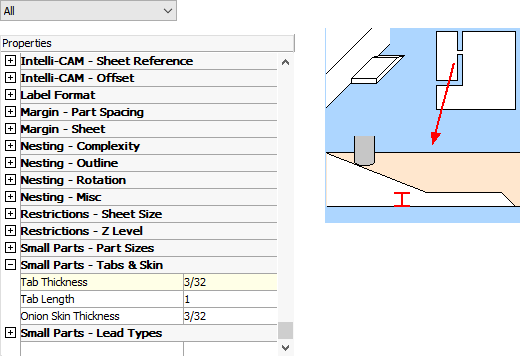 All
Properties
Intelli-CAM - Sheet Reference
Intelli-CAM - Offset
Label Format
Margin - Part Spacing
Margin - Sheet
Nesting - Complexity
Nesting - Outline
Nesting - Rotation
Nesting - Misc
Restrictions - Sheet Size
Restrictions - Z Level
Small Parts - Part Sizes
Small Parts - Tabs & Skin
Tab Thickness 3/32
Tab Length 1
Onion Skin Thickness 3/32
Small Parts - Lead Types